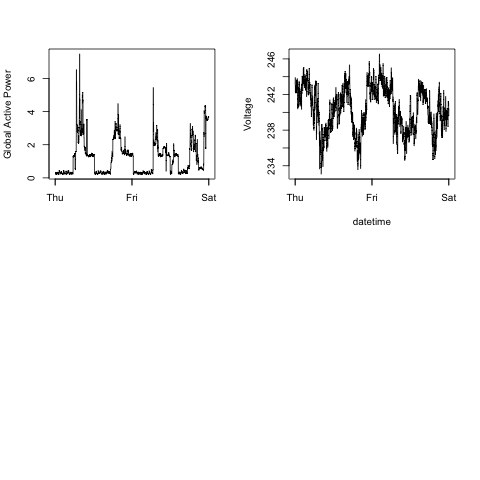 Global Active Power
6
4
2
0
Thu Fri Sat
Voltage
246
242
238
234
Thu Fri Sat
datetime